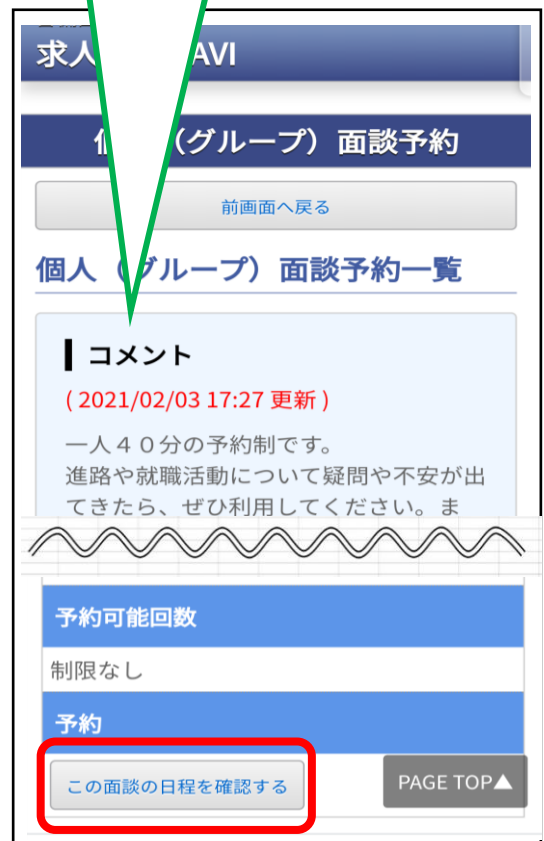 求人 AVI
(グループ）面談予約
前画面へ戻る
個人（グループ）面談予約一覧
コメント
( 2021/02/03 17:27 更新 )
一人４０分の予約制です。
進路や就職活動について疑問や不安が出
てきたら、ぜひ利用してください。ま
予約可能回数
制限なし
予約
この面談の日程を確認する
PAGE TOP▲